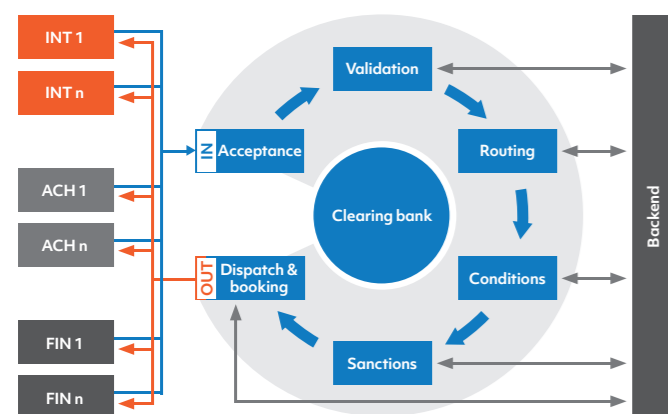 INT 1
INT n
ACH 1
ACH n
FIN 1
FIN n
IN
Acceptance
Validation
Routing
Clearing bank
Conditions
Sanctions
OUT
Dispatch &
booking
Backend